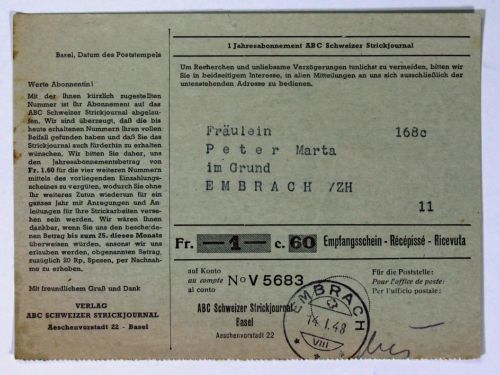 Basel, Datum des Poststempels
Werte Abonnentin!
Mit der Ihnen kürzlich zugestellten
Nummer ist Ihr Abonnement auf das
ABC Schweizer Strickjournal abgelau-
fen. Wir sind überzeugt, daß die bis
heute erhaltenen Nummern Ihren vollen
Beifall gefunden haben und daß Sie das
Strickjournal auch fürderhin zu erhalten
wünschen. Wir bitten Sie daher, uns
den Jahresabonnementsbetrag von
Fr. 1.60 für die vier weiteren Nummern
mittels des vorliegenden Einzahlungs-
scheines zu vergüten, wodurch Sie ohne
Ihr weiteres Zutun wiederum für ein
ganzes Jahr mit Anregungen und An-
leitungen für Ihre Strickarbeiten verse-
hen sein werden. Wir wären Ihnen
dankbar, wenn Sie uns den beschei-
denen Betrag bis zum 25. dieses Monats
überweisen würden, ansonst wir uns
erlauben werden, obgenannten Betrag,
zuzüglich 20 Rp. Spesen, per Nachnah-
me zu erheben.
Mit freundlichem Gruß und Dank
VERLAG
ABC SCHWEIZER STRICKJOURNAL
Aeschenvorstadt 22 - Basel
1 Jahresabonnement ABC Schweizer Strickjournal
Um Recherchen und unliebsame Verzögerungen tunlichst zu vermeiden, bitten wir
Sie in beidseitigem Interesse, in allen Mitteilungen an uns sich ausschließlich der
untenstehenden Adresse zu bedienen.
Fräulein 168c
Peter Marta
im Grund
EMBRACH /ZH
11
Fr. -1- c. 60 Empfangsschein - Récépissé - Ricevuta
auf Konto
au compte
al conto
No V 5683
ABC Schweizer Strickjournal
Basel
Aeschenvorstadt 22
Für die Poststelle:
Pour l'office de poste:
Per l'ufficio postale:
EMBRACH
14.1.48
VIII